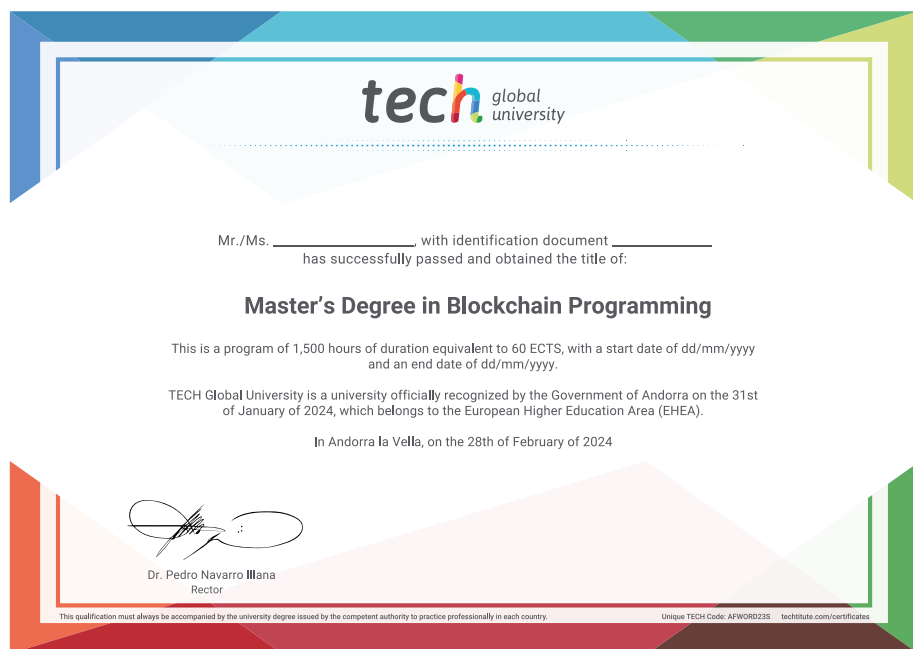 tech global university
Mr./Ms. ____________________, with identification document ______________
has successfully passed and obtained the title of:
Master's Degree in Blockchain Programming
This is a program of 1,500 hours of duration equivalent to 60 ECTS, with a start date of dd/mm/yyyy
and an end date of dd/mm/yyyy.
TECH Global University is a university officially recognized by the Government of Andorra on the 31st
of January of 2024, which belongs to the European Higher Education Area (EHEA).
In Andorra la Vella, on the 28th of February of 2024
Dr. Pedro Navarro Illana
Rector
This qualification must always be accompanied by the university degree issued by the competent authority to practice professionally in each country.
Unique TECH Code: AFWORD23S techtitute.com/certificates